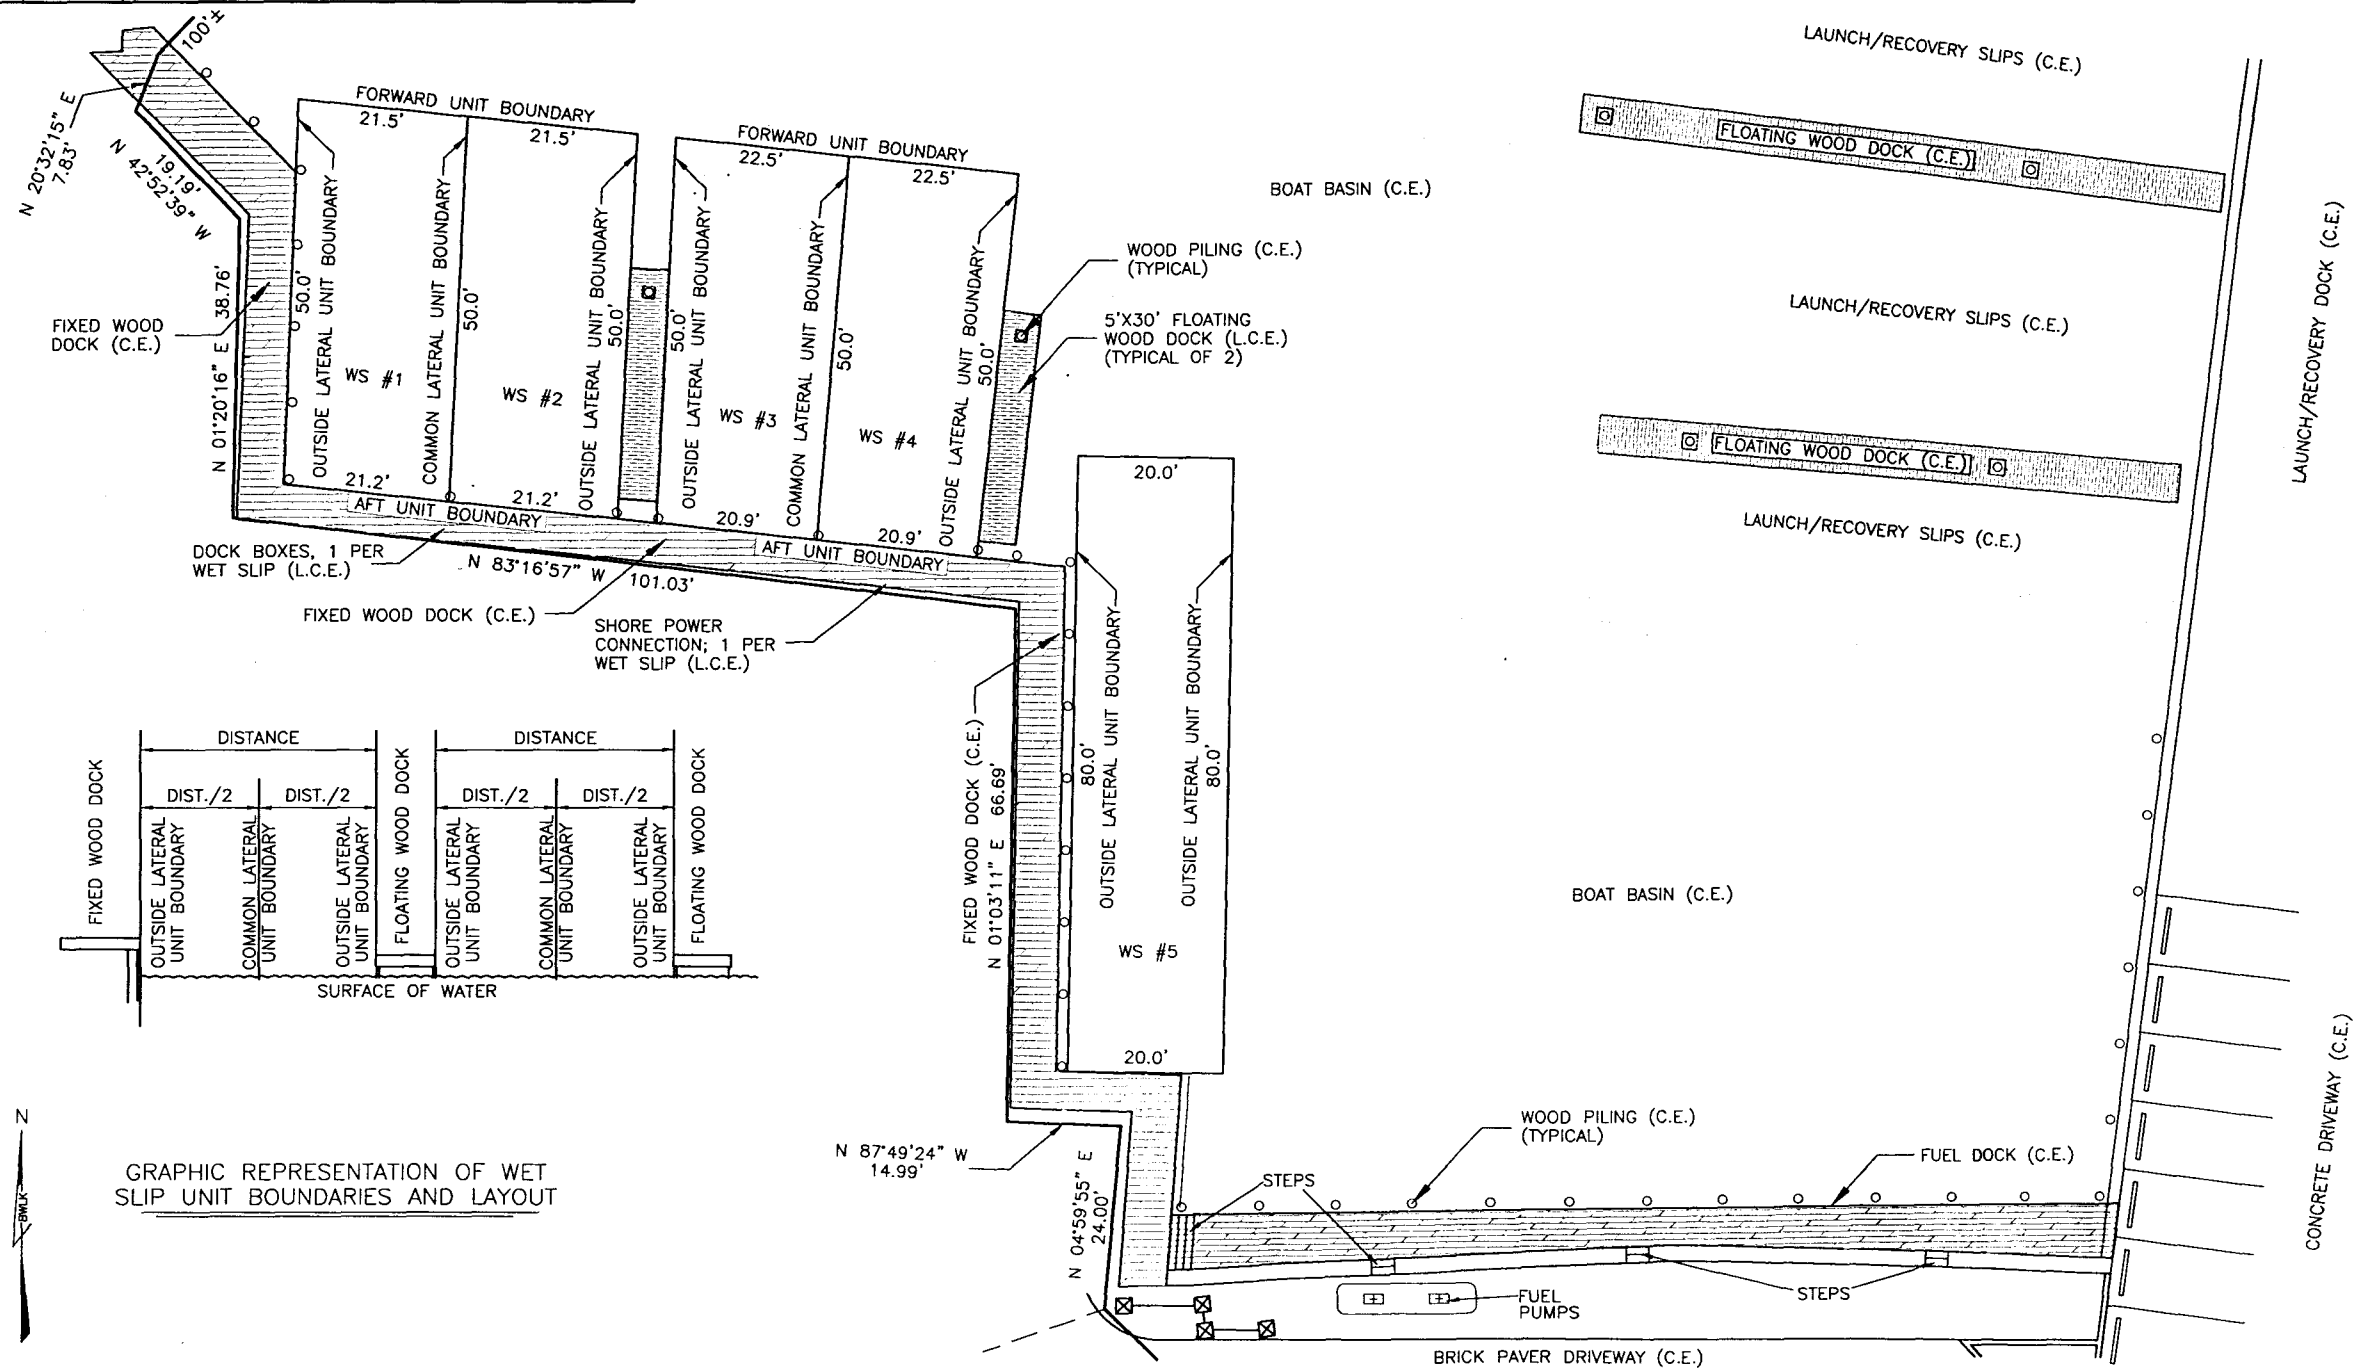 100'±
LAUNCH/RECOVERY SLIPS (C.E.)
FORWARD UNIT BOUNDARY
21.5'
21.5'
FORWARD UNIT BOUNDARY
22.5'
22.5'
FLOATING WOOD DOCK (C.E.)
N 20°32'15" E
7.83'
19.19'
N 42°52'39" W
BOAT BASIN (C.E.)
WOOD PILING (C.E.)
(TYPICAL)
5'X30' FLOATING
WOOD DOCK (L.C.E.)
(TYPICAL OF 2)
LAUNCH/RECOVERY SLIPS (C.E.)
LAUNCH/RECOVERY DOCK (C.E.)
FIXED WOOD
DOCK (C.E.)
N 01°20'16" E 38.76'
50.0'
OUTSIDE LATERAL UNIT BOUNDARY
WS #1
COMMON LATERAL UNIT BOUNDARY
50.0'
WS #2
OUTSIDE LATERAL UNIT BOUNDARY
50.0'
50.0'
OUTSIDE LATERAL UNIT BOUNDARY
WS #3
COMMON LATERAL UNIT BOUNDARY
50.0'
WS #4
OUTSIDE LATERAL UNIT BOUNDARY
50.0'
21.2'
21.2'
20.9'
20.9'
AFT UNIT BOUNDARY
AFT UNIT BOUNDARY
FLOATING WOOD DOCK (C.E.)
LAUNCH/RECOVERY SLIPS (C.E.)
DOCK BOXES, 1 PER
WET SLIP (L.C.E.)
N 83°16'57" W 101.03'
FIXED WOOD DOCK (C.E.)
SHORE POWER
CONNECTION; 1 PER
WET SLIP (L.C.E.)
20.0'
OUTSIDE LATERAL UNIT BOUNDARY
80.0'
OUTSIDE LATERAL UNIT BOUNDARY
80.0'
WS #5
20.0'
FIXED WOOD DOCK (C.E.)
N 01°03'11" E 66.69'
BOAT BASIN (C.E.)
DISTANCE
DISTANCE
DIST./2
DIST./2
DIST./2
DIST./2
FIXED WOOD DOCK
OUTSIDE LATERAL
UNIT BOUNDARY
COMMON LATERAL
UNIT BOUNDARY
OUTSIDE LATERAL
UNIT BOUNDARY
FLOATING WOOD DOCK
OUTSIDE LATERAL
UNIT BOUNDARY
COMMON LATERAL
UNIT BOUNDARY
OUTSIDE LATERAL
UNIT BOUNDARY
FLOATING WOOD DOCK
SURFACE OF WATER
N
BWLK
GRAPHIC REPRESENTATION OF WET
SLIP UNIT BOUNDARIES AND LAYOUT
N 87°49'24" W
14.99'
N 04°59'55" E
24.00'
WOOD PILING (C.E.)
(TYPICAL)
STEPS
FUEL DOCK (C.E.)
FUEL
PUMPS
STEPS
CONCRETE DRIVEWAY (C.E.)
BRICK PAVER DRIVEWAY (C.E.)